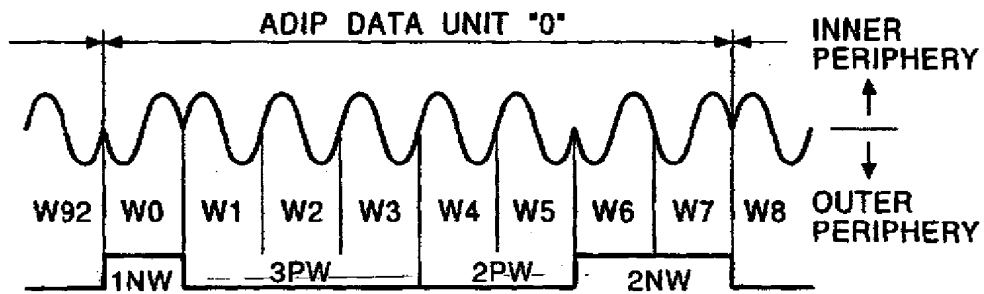 ADIP DATA UNIT "0"
INNER
PERIPHERY
OUTER
PERIPHERY
W92 W0 W1 W2 W3 W4 W5 W6 W7 W8
1NW 3PW 2PW 2NW